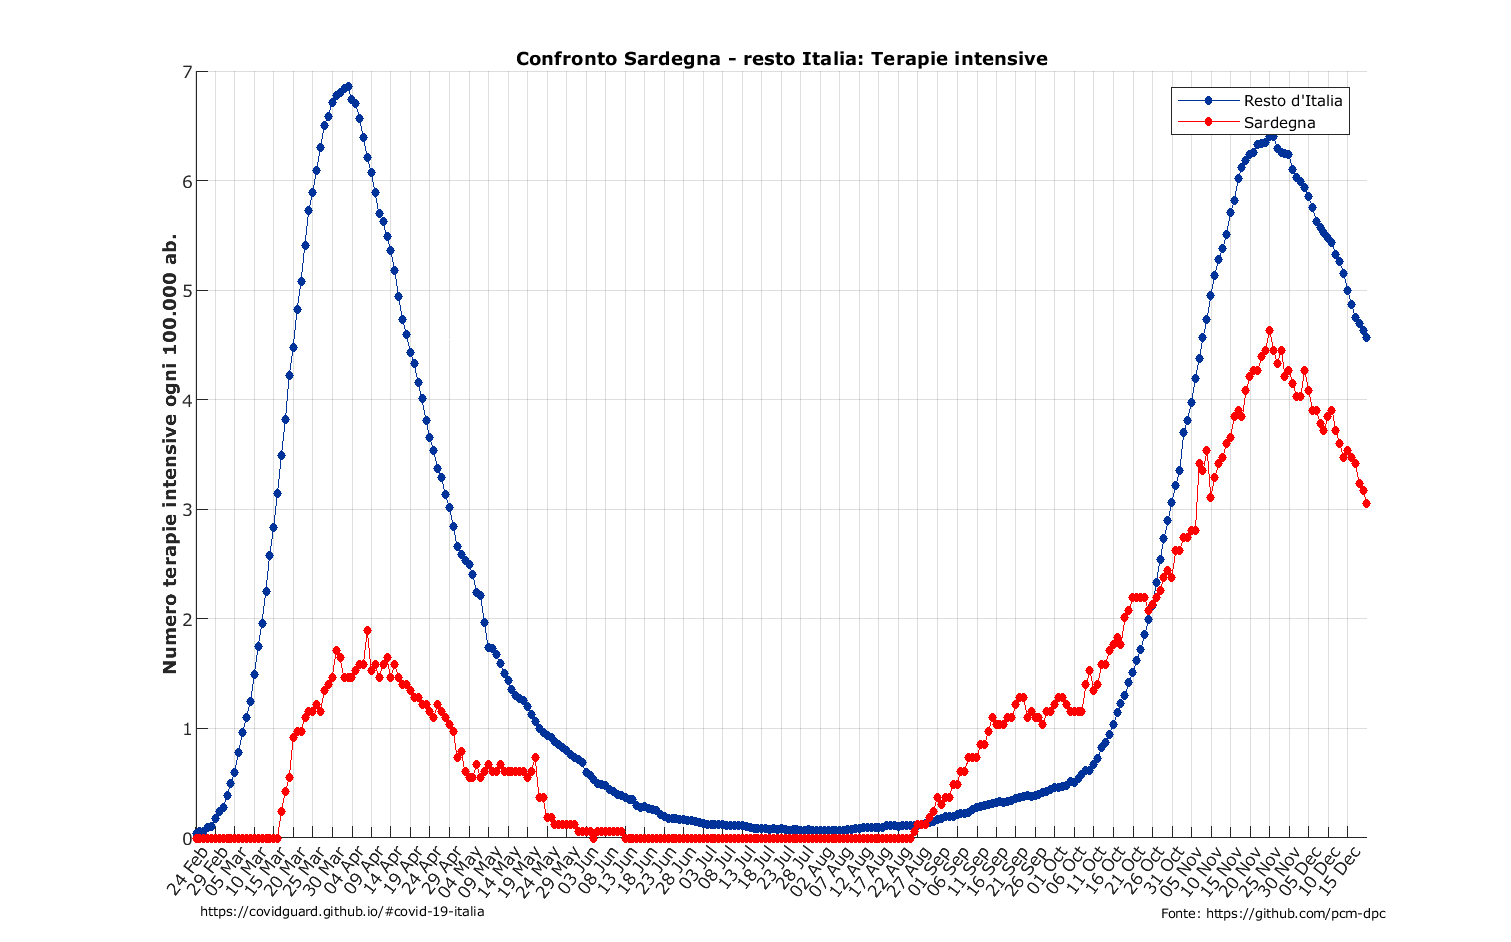 Confronto Sardegna - resto Italia: Terapie intensive
Resto d'Italia
Sardegna
Numero terapie intensive ogni 100.000 ab.
7
6
5
4
3
2
1
0
24 Feb
29 Feb
05 Mar
10 Mar
15 Mar
20 Mar
25 Mar
30 Mar
04 Apr
09 Apr
14 Apr
19 Apr
24 Apr
29 Apr
04 May
09 May
14 May
19 May
24 May
29 May
03 Jun
08 Jun
13 Jun
18 Jun
23 Jun
28 Jun
03 Jul
08 Jul
13 Jul
18 Jul
23 Jul
28 Jul
02 Aug
07 Aug
12 Aug
17 Aug
22 Aug
27 Aug
01 Sep
06 Sep
11 Sep
16 Sep
21 Sep
26 Sep
01 Oct
06 Oct
11 Oct
16 Oct
21 Oct
26 Oct
31 Oct
05 Nov
10 Nov
15 Nov
20 Nov
25 Nov
30 Nov
05 Dec
10 Dec
15 Dec
https://covidguard.github.io/#covid-19-italia
Fonte: https://github.com/pcm-dpc